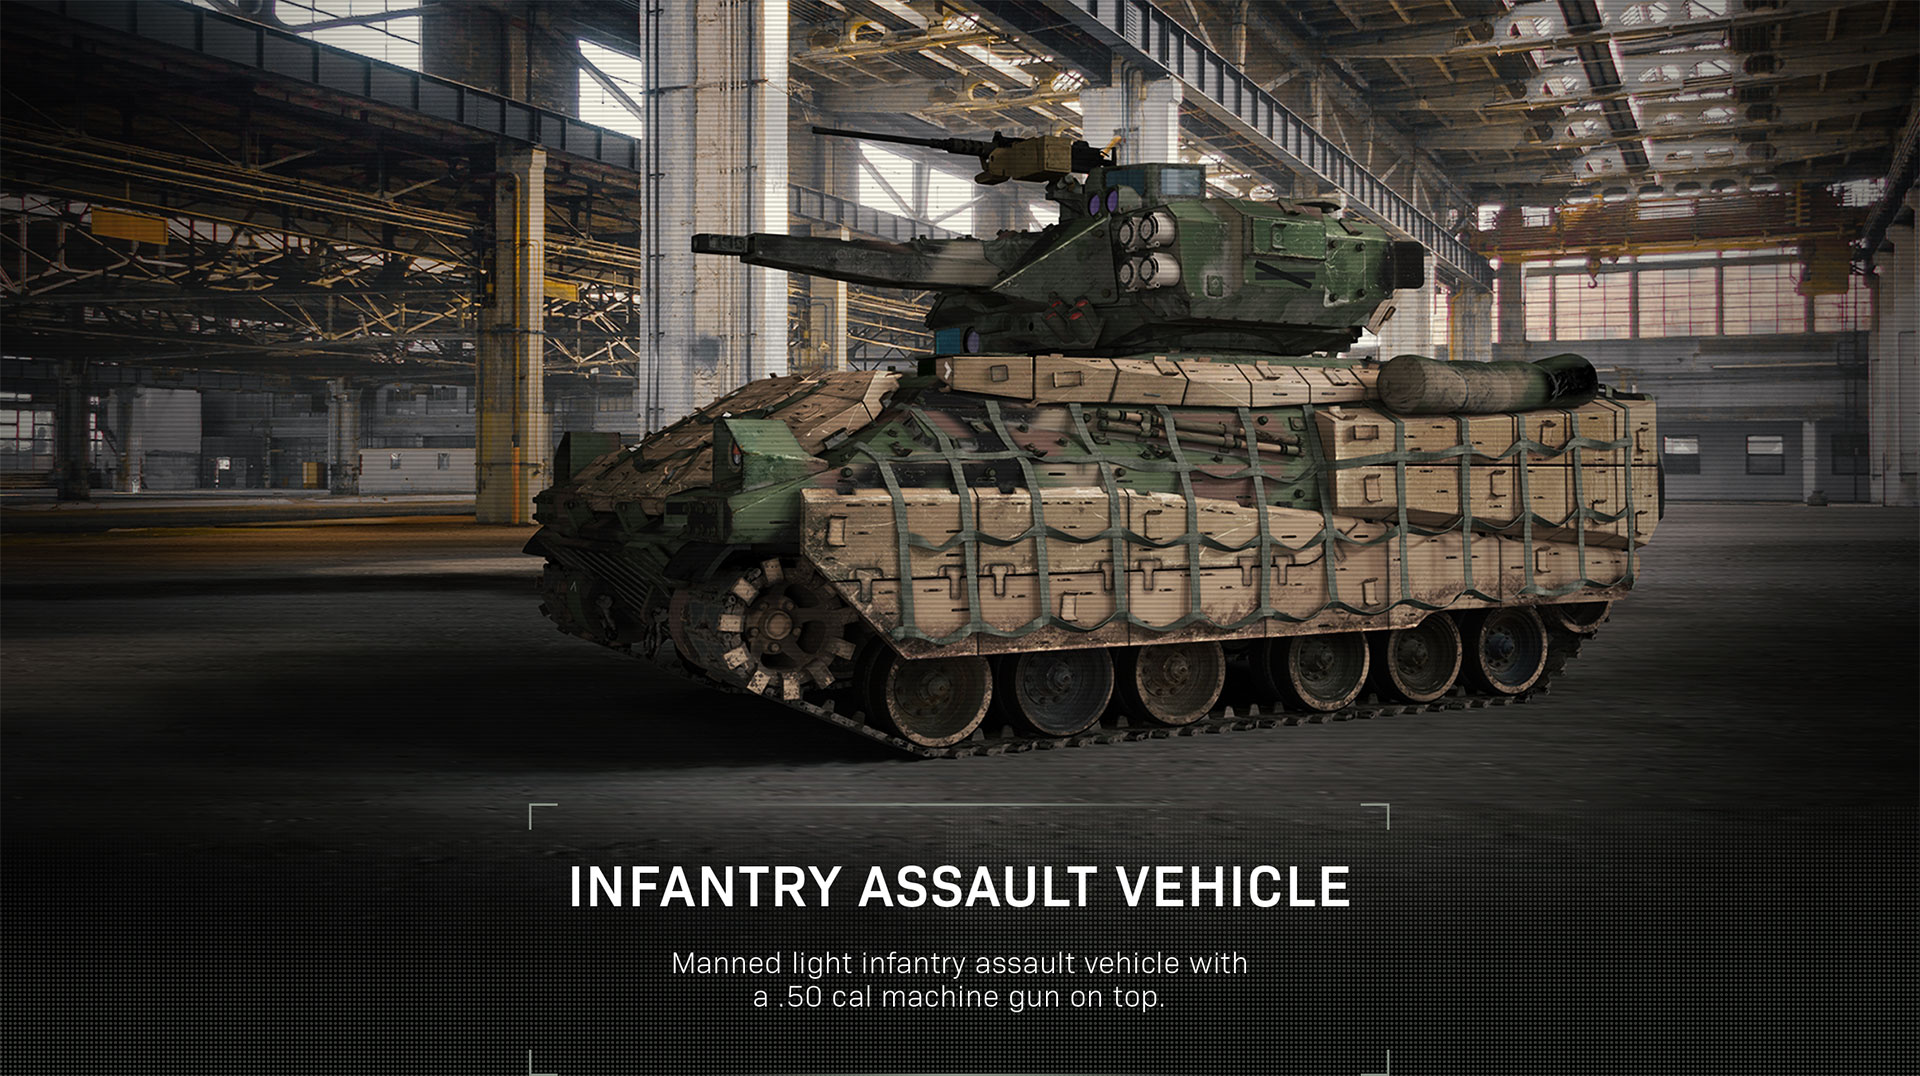 INFANTRY ASSAULT VEHICLE
Manned light infantry assault vehicle with
a .50 cal machine gun on top.